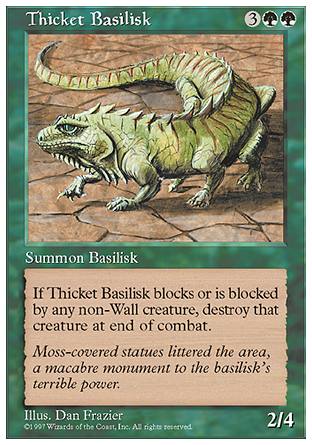 Thicket Basilisk 3
Summon Basilisk
If Thicket Basilisk blocks or is blocked
by any non-Wall creature, destroy that
creature at end of combat.
Moss-covered statues littered the area,
a macabre monument to the basilisk's
terrible power.
Illus. Dan Frazier
©1997 Wizards of the Coast, Inc. All rights reserved.
2/4